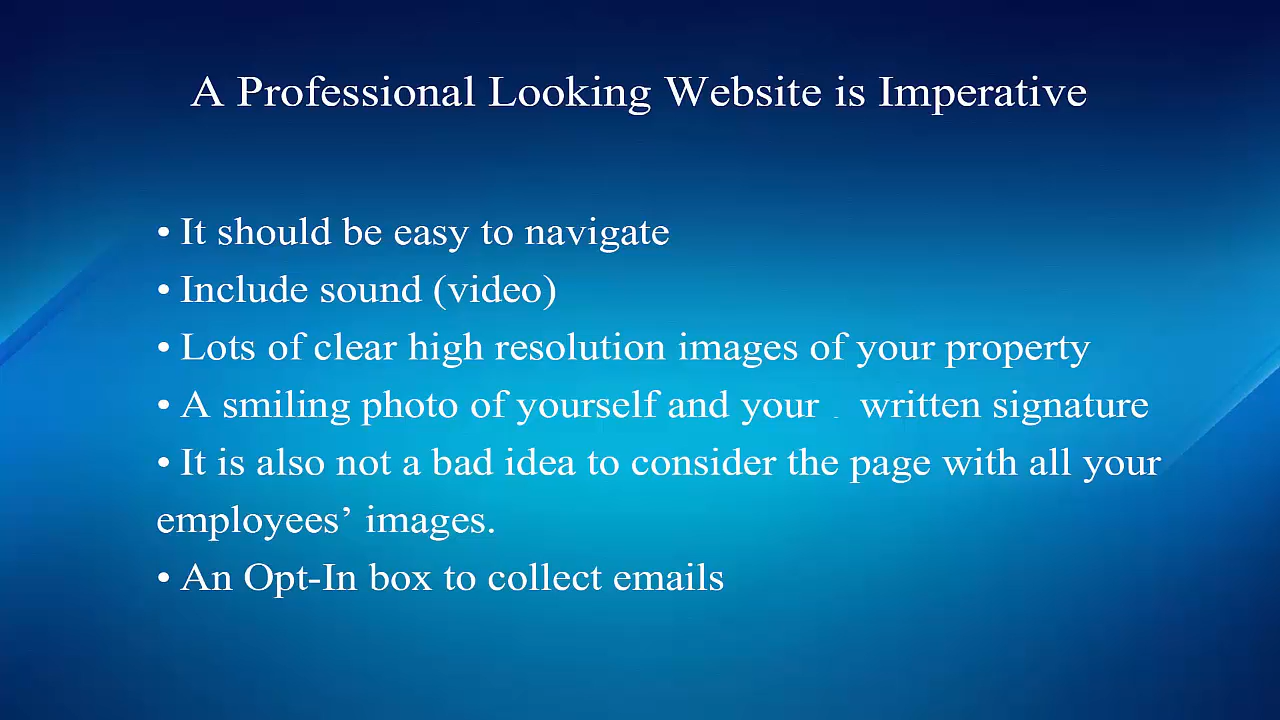 A Professional Looking Website is Imperative
• It should be easy to navigate
• Include sound (video)
• Lots of clear high resolution images of your property
• A smiling photo of yourself and your . written signature
• It is also not a bad idea to consider the page with all your
employees’ images.
• An Opt-In box to collect emails